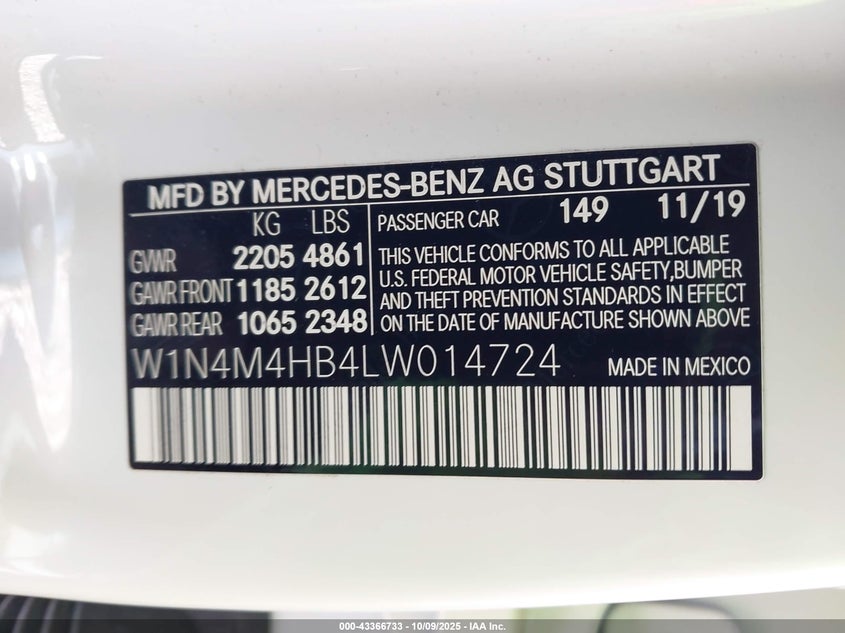 MFD BY MERCEDES-BENZ AG STUTTGART
KG LBS PASSENGER CAR 149 11/19
GVWR 2205 4861 THIS VEHICLE CONFORMS TO ALL APPLICABLE
GAWR FRONT 1185 2612 U.S. FEDERAL MOTOR VEHICLE SAFETY,BUMPER
AND THEFT PREVENTION STANDARDS IN EFFECT
GAWR REAR 1065 2348 ON THE DATE OF MANUFACTURE SHOWN ABOVE
W1N4M4HB4LW014724 MADE IN MEXICO
000-43366733 - 10/09/2025 - IAA Inc.